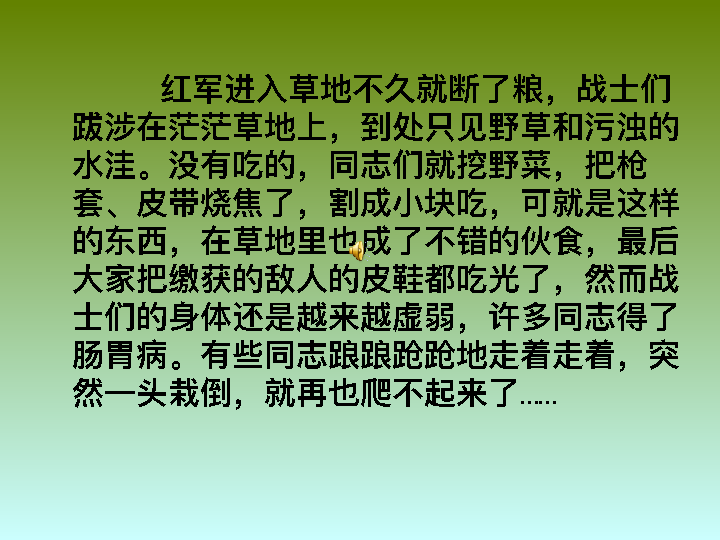 红军进入草地不久就断了粮，战士们
跋涉在茫茫草地上，到处只见野草和污浊的
水洼。没有吃的，同志们就挖野菜，把枪
套、皮带烧焦了，割成小块吃，可就是这样
的东西，在草地里也成了不错的伙食，最后
大家把缴获的敌人的皮鞋都吃光了，然而战
士们的身体还是越来越虚弱，许多同志得了
肠胃病。有些同志踉踉跄跄地走着走着，突
然一头栽倒，就再也爬不起来了……